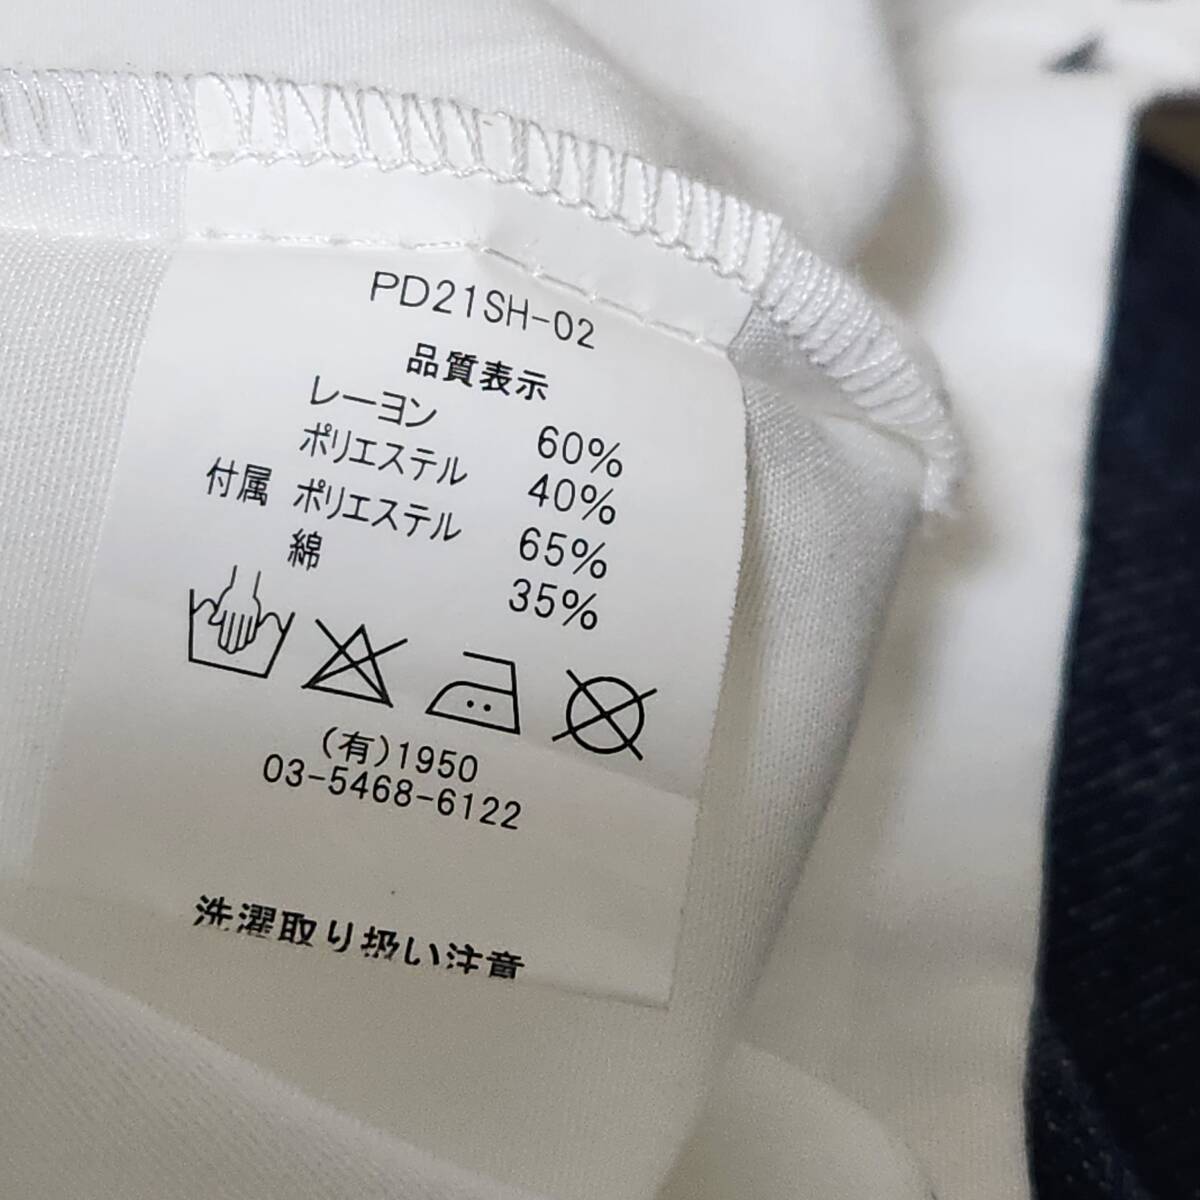 PD21SH-02
品質表示
レーヨン 60%
ポリエステル 40%
付属 ポリエステル 65%
綿 35%
(有)1950
03-5468-6122
洗濯取り扱い注意